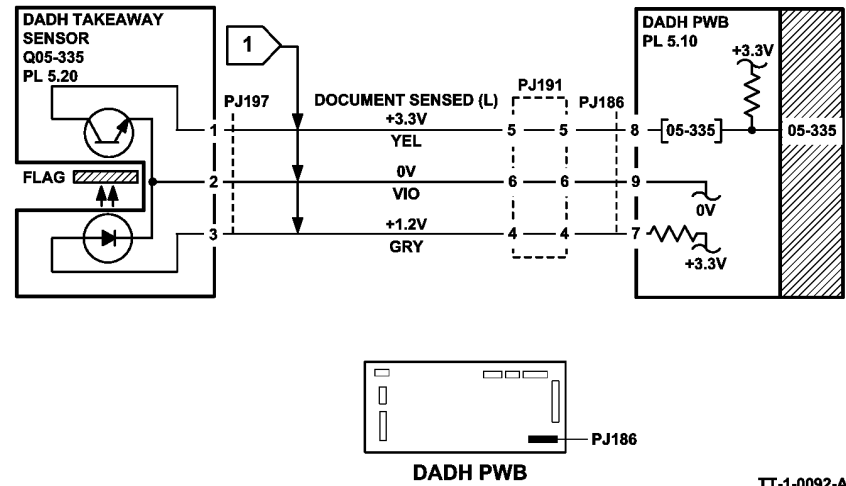 DADH TAKEAWAY
SENSOR
Q05-335
PL 5.20
1
PJ197
DOCUMENT SENSED (L)
PJ191
PJ186
DADH PWB
PL 5.10
+3.3V
1
+3.3V
YEL
5
5
8
[05-335]
05-335
FLAG
2
0V
VIO
6
6
9
0V
3
+1.2V
GRY
4
4
7
+3.3V
PJ186
DADH PWB
TT-1-0092-A